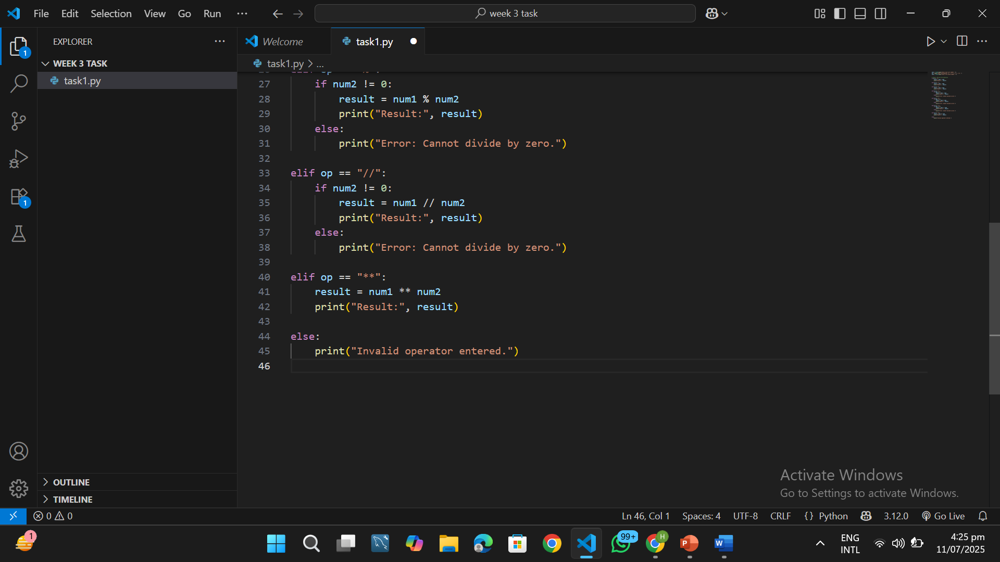 File Edit Selection View Go Run ...
week 3 task
EXPLORER
WEEK 3 TASK
task1.py
OUTLINE
TIMELINE
Welcome
task1.py
task1.py > ...
27 if num2 != 0:
28 result = num1 % num2
29 print("Result:", result)
30 else:
31 print("Error: Cannot divide by zero.")
32
33 elif op == "//":
34 if num2 != 0:
35 result = num1 // num2
36 print("Result:", result)
37 else:
38 print("Error: Cannot divide by zero.")
39
40 elif op == "**":
41 result = num1 ** num2
42 print("Result:", result)
43
44 else:
45 print("Invalid operator entered.")
46
Activate Windows
Go to Settings to activate Windows.
0 0
Ln 46, Col 1 Spaces: 4 UTF-8 CRLF {} Python 3.12.0 Go Live
1
1
1
99+
H
P
W
ENG
INTL
4:25 pm
11/07/2025